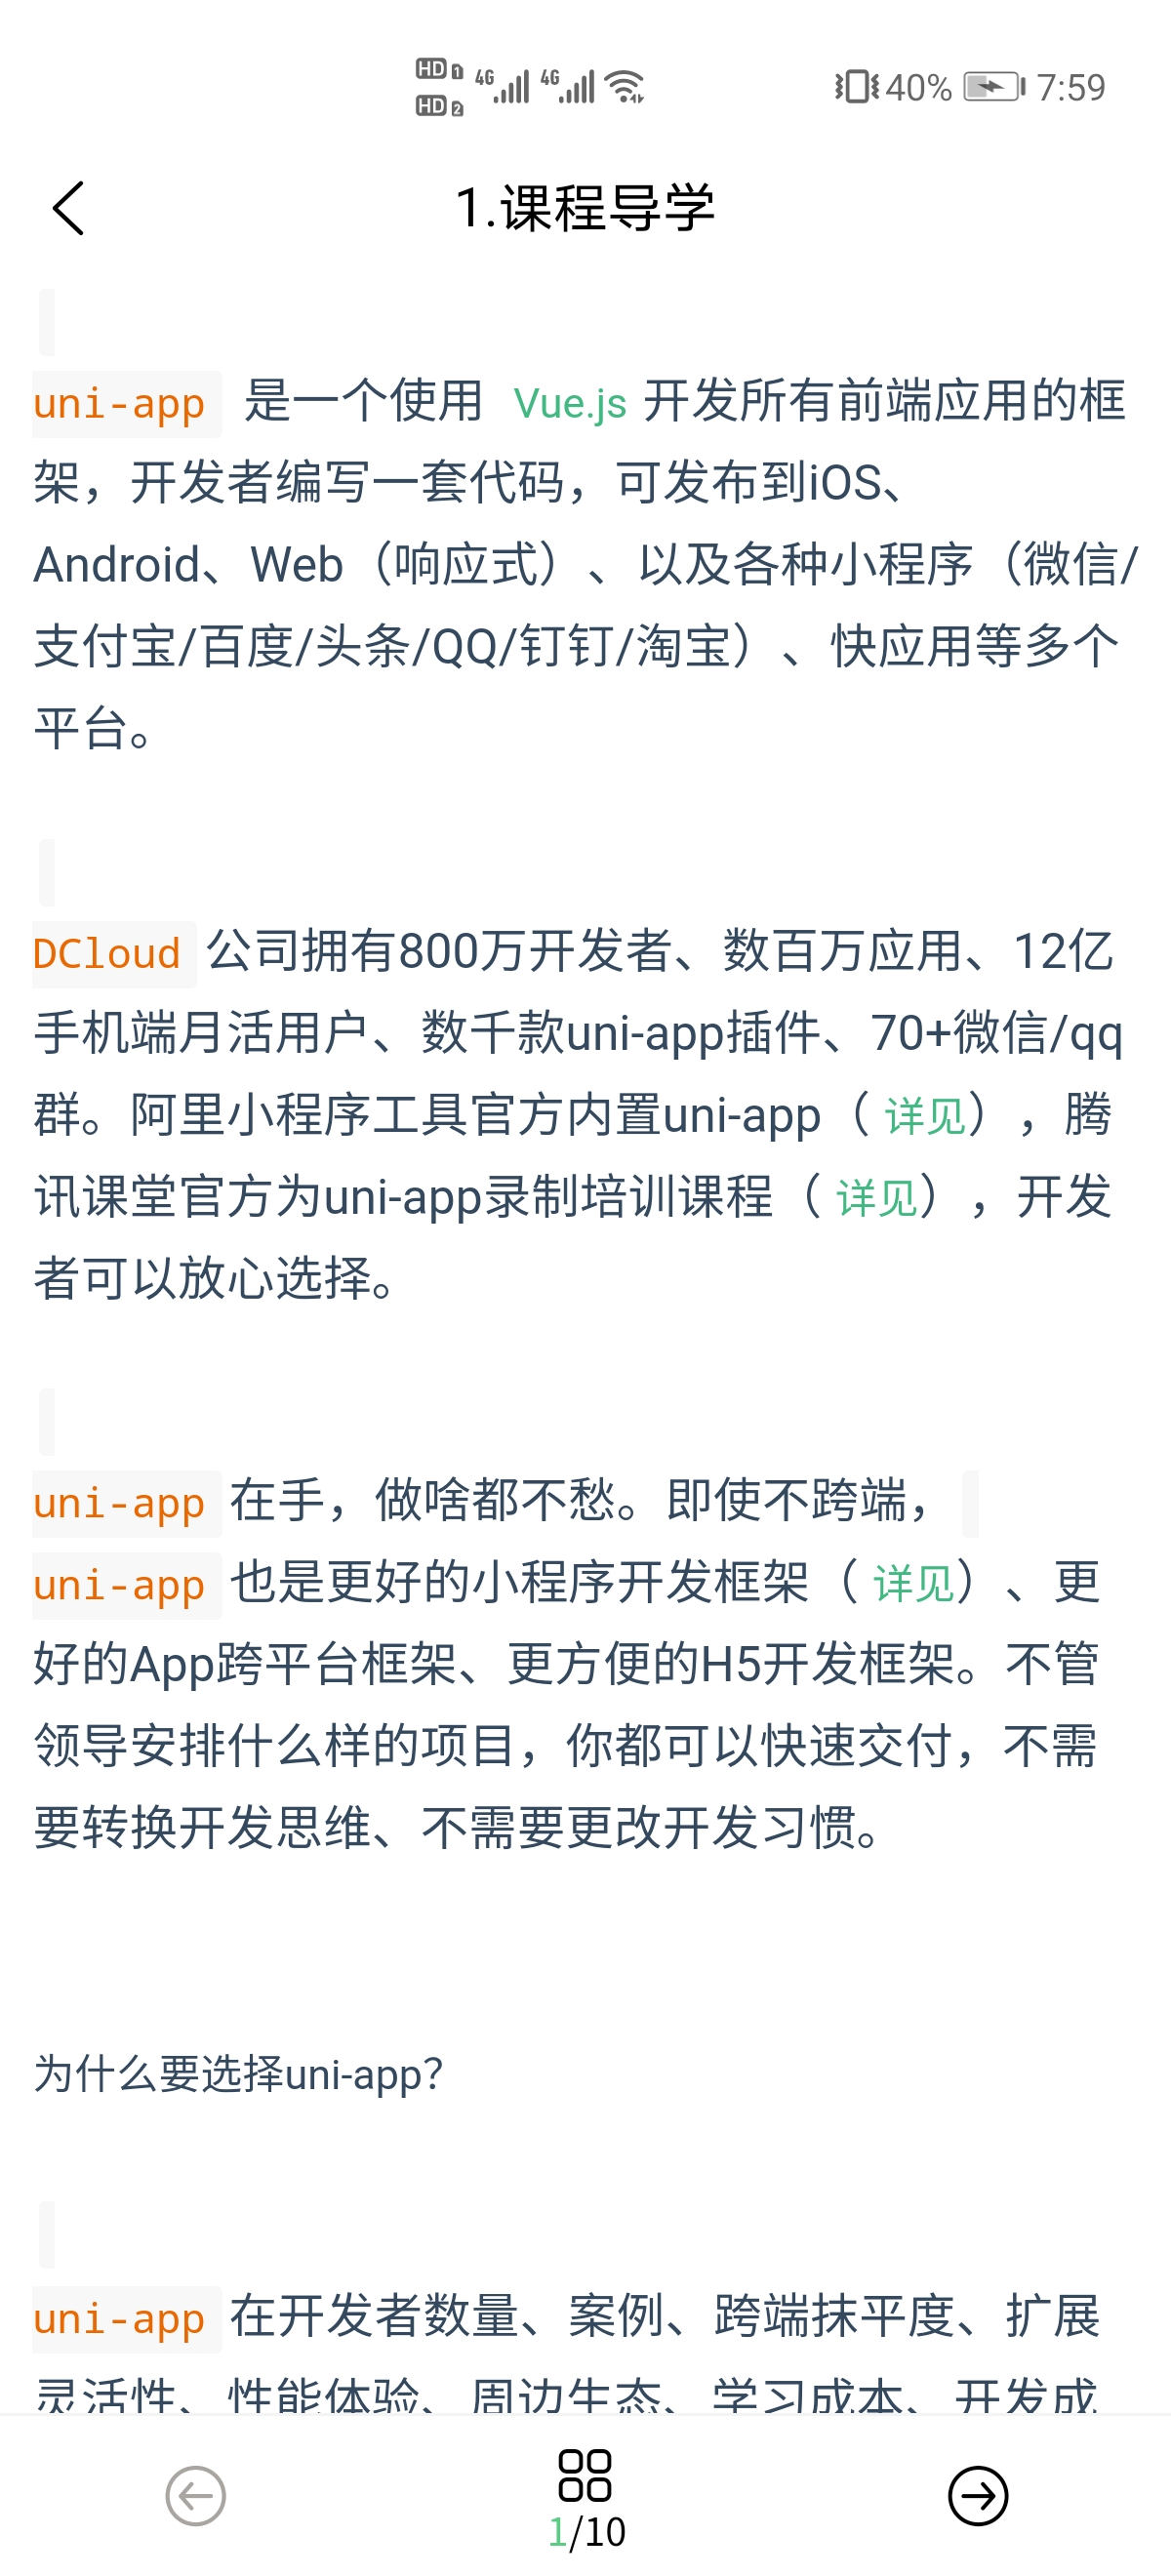 HD 1 4G 4G 40% 7:59
HD 2
1.课程导学
uni-app 是一个使用 Vue.js 开发所有前端应用的框
架，开发者编写一套代码，可发布到iOS、
Android、Web（响应式）、以及各种小程序（微信/
支付宝/百度/头条/QQ/钉钉/淘宝）、快应用等多个
平台。
DCloud 公司拥有800万开发者、数百万应用、12亿
手机端月活用户、数千款uni-app插件、70+微信/qq
群。阿里小程序工具官方内置uni-app（ 详见），腾
讯课堂官方为uni-app录制培训课程（ 详见），开发
者可以放心选择。
uni-app 在手，做啥都不愁。即使不跨端，
uni-app 也是更好的小程序开发框架（ 详见）、更
好的App跨平台框架、更方便的H5开发框架。不管
领导安排什么样的项目，你都可以快速交付，不需
要转换开发思维、不需要更改开发习惯。
为什么要选择uni-app？
uni-app 在开发者数量、案例、跨端抹平度、扩展
灵活性、性能体验、周边生态、学习成本、开发成
1/10